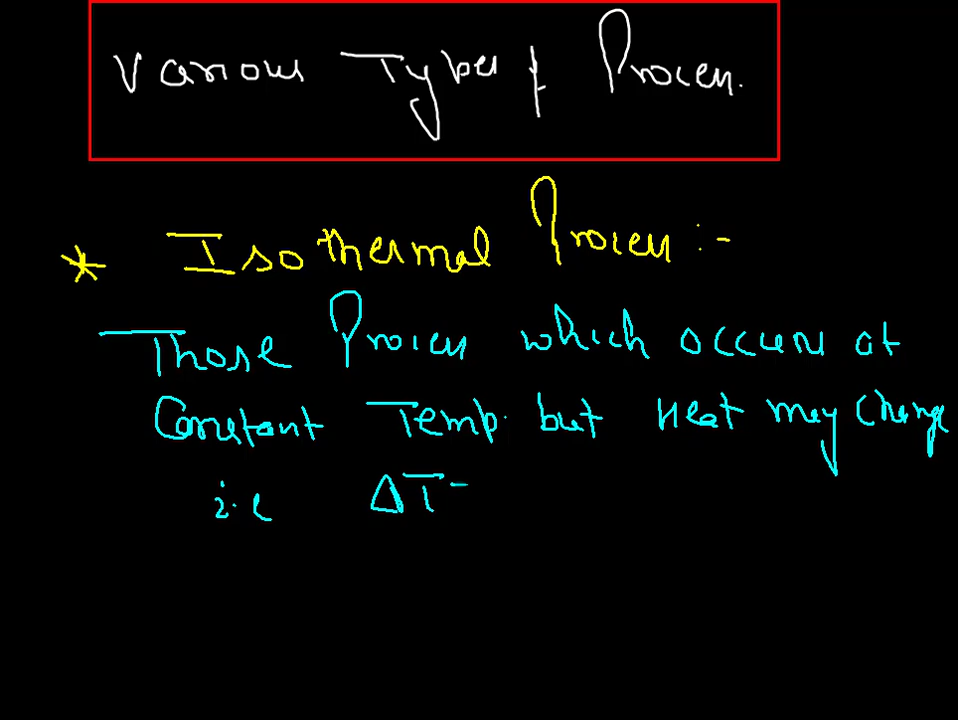 Various Types of Process.
* Isothermal Process :-
Those Process which occurs at
Constant Temp. but Heat may change
i.e ΔT-